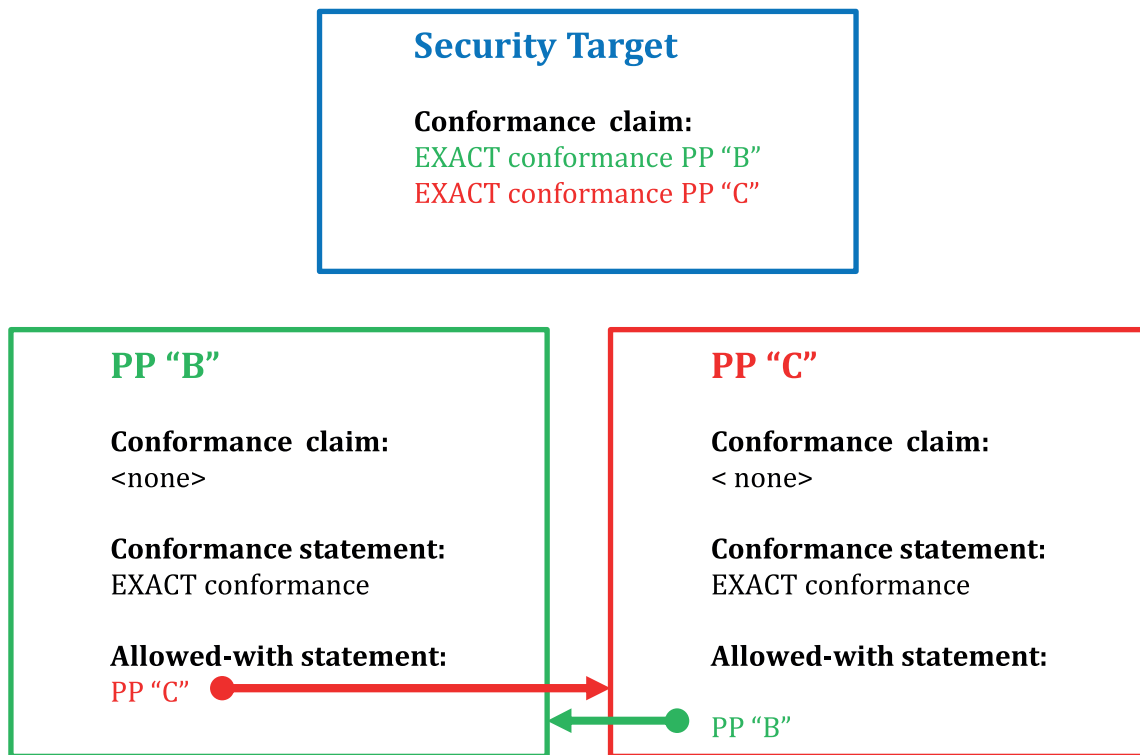 Security Target
Conformance claim:
EXACT conformance PP “B”
EXACT conformance PP “C”
PP “B”
Conformance claim:
<none>
Conformance statement:
EXACT conformance
Allowed-with statement:
PP “C”
PP “C”
Conformance claim:
< none>
Conformance statement:
EXACT conformance
Allowed-with statement:
PP “B”